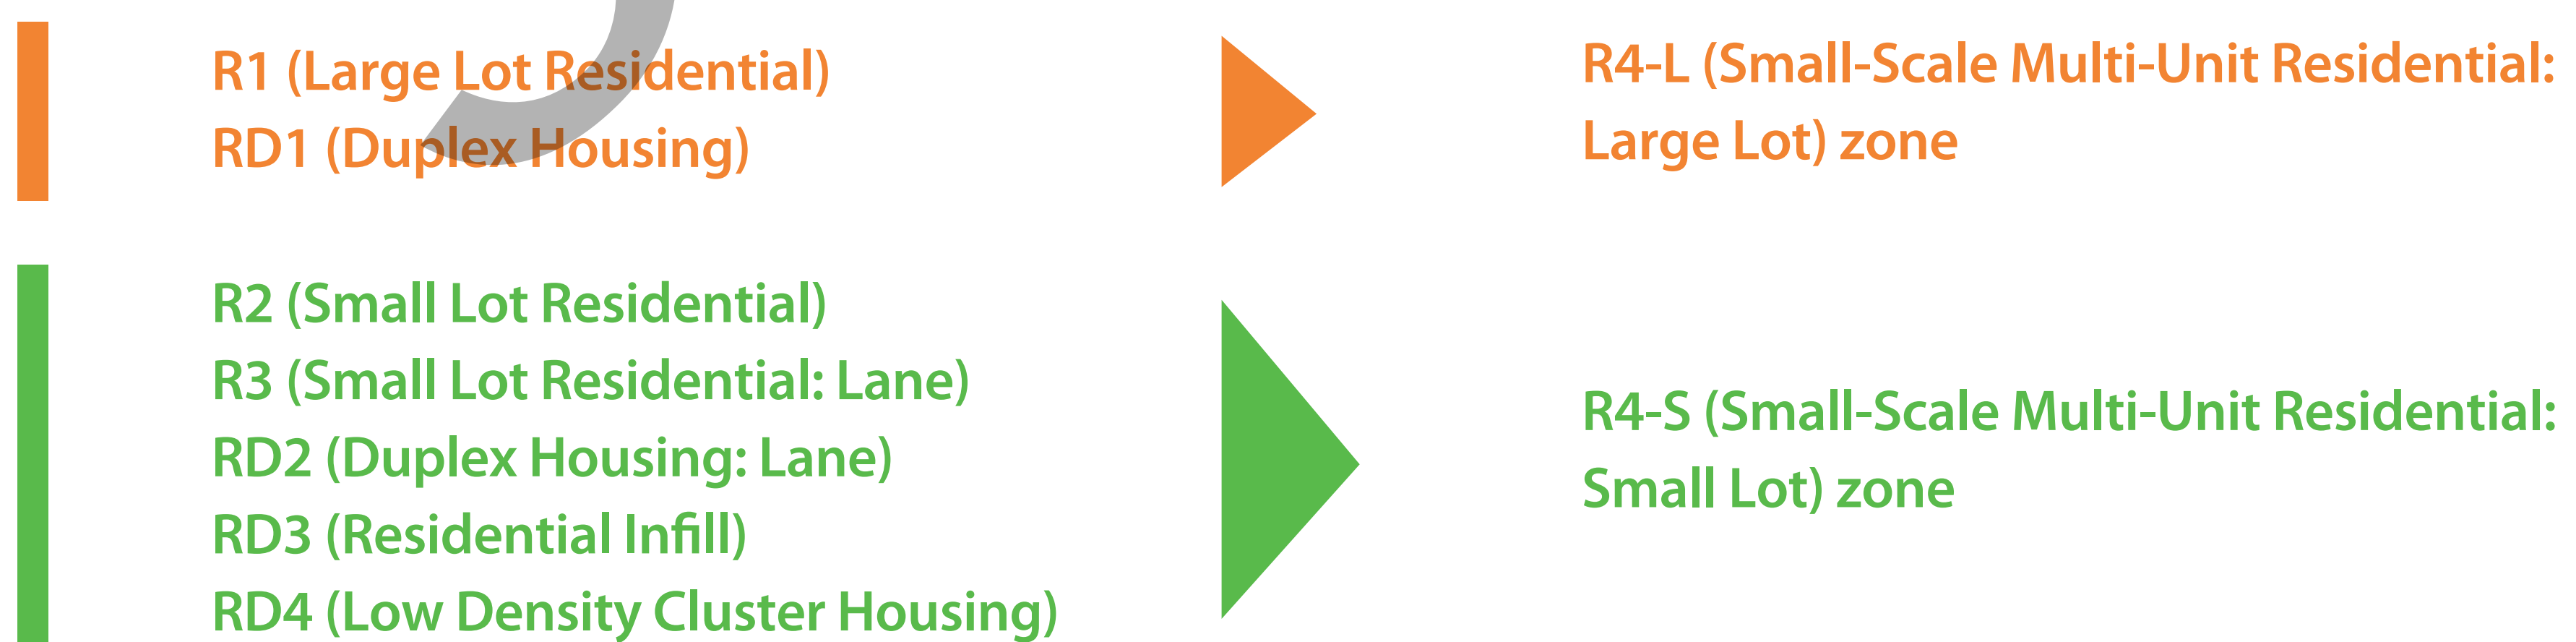 R1 (Large Lot Residential)
RD1 (Duplex Housing)
R4-L (Small-Scale Multi-Unit Residential:
Large Lot) zone
R2 (Small Lot Residential)
R3 (Small Lot Residential: Lane)
RD2 (Duplex Housing: Lane)
RD3 (Residential Infill)
RD4 (Low Density Cluster Housing)
R4-S (Small-Scale Multi-Unit Residential:
Small Lot) zone